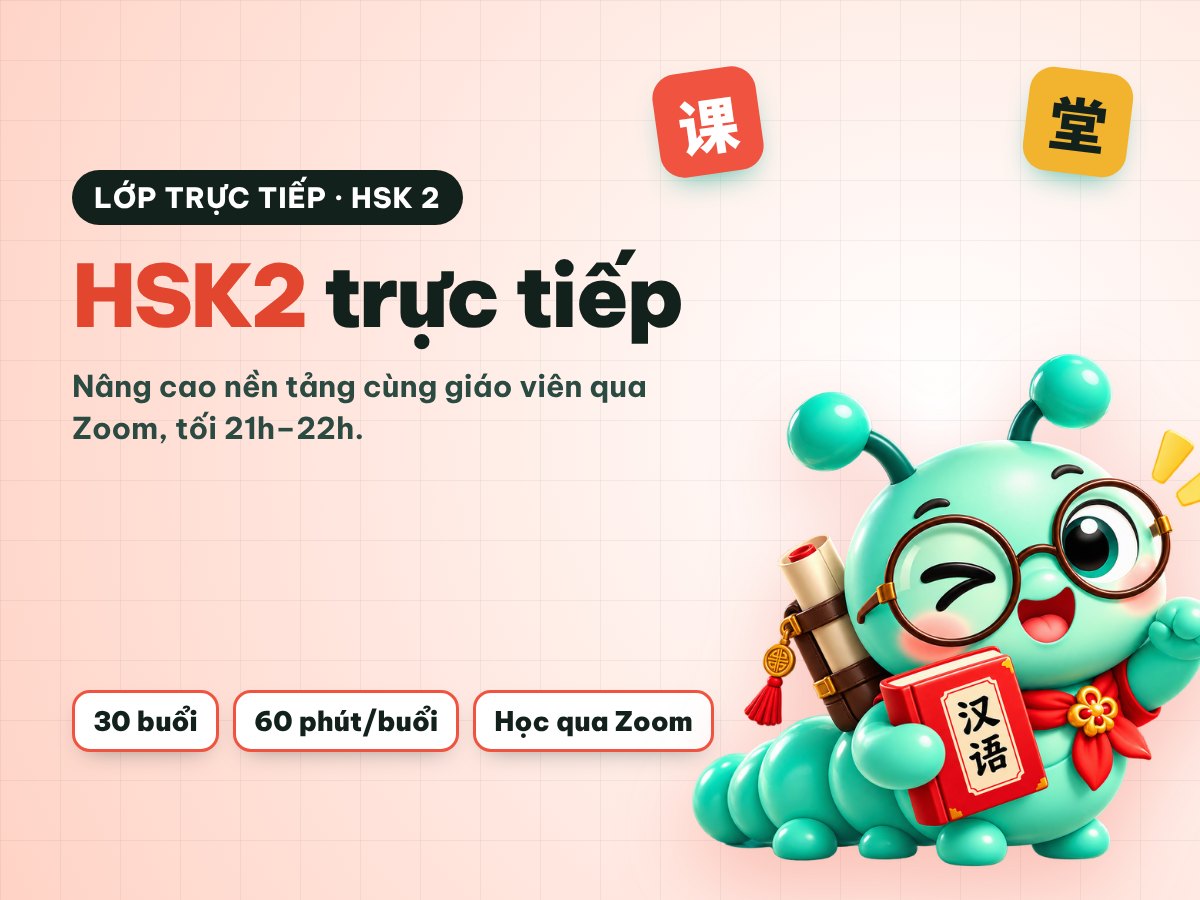 课
堂
LỚP TRỰC TIẾP · HSK 2
HSK2 trực tiếp
Nâng cao nền tảng cùng giáo viên qua
Zoom, tối 21h–22h.
30 buổi
60 phút/buổi
Học qua Zoom
汉
语